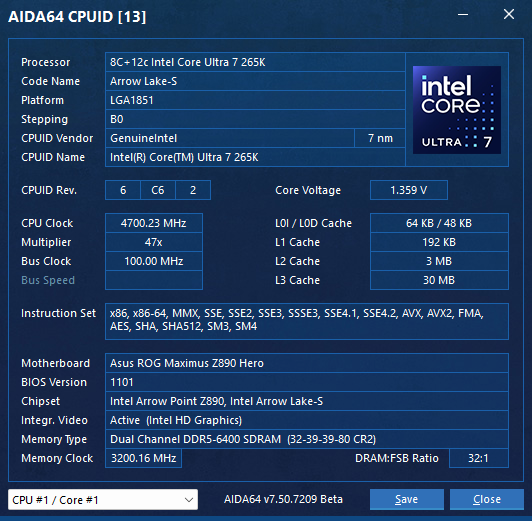 AIDA64 CPUID [13]
Processor 8C+12c Intel Core Ultra 7 265K
Code Name Arrow Lake-S
Platform LGA1851
Stepping B0
CPUID Vendor GenuineIntel 7 nm
CPUID Name Intel(R) Core(TM) Ultra 7 265K
intel
CORE
ULTRA 7
CPUID Rev. 6 C6 2 Core Voltage 1.359 V
CPU Clock 4700.23 MHz L0I / L0D Cache 64 KB / 48 KB
Multiplier 47x L1 Cache 192 KB
Bus Clock 100.00 MHz L2 Cache 3 MB
Bus Speed L3 Cache 30 MB
Instruction Set x86, x86-64, MMX, SSE, SSE2, SSE3, SSSE3, SSE4.1, SSE4.2, AVX, AVX2, FMA,
AES, SHA, SHA512, SM3, SM4
Motherboard Asus ROG Maximus Z890 Hero
BIOS Version 1101
Chipset Intel Arrow Point Z890, Intel Arrow Lake-S
Integr. Video Active (Intel HD Graphics)
Memory Type Dual Channel DDR5-6400 SDRAM (32-39-39-80 CR2)
Memory Clock 3200.16 MHz DRAM:FSB Ratio 32:1
CPU #1 / Core #1 AIDA64 v7.50.7209 Beta Save Close